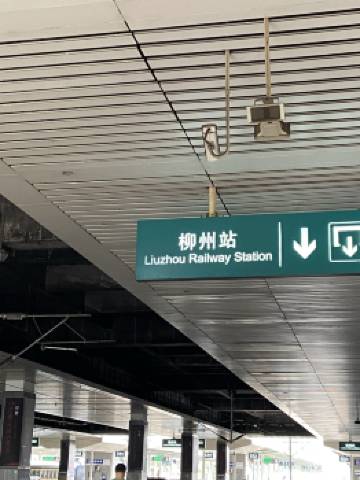 柳州站
Liuzhou Railway Station